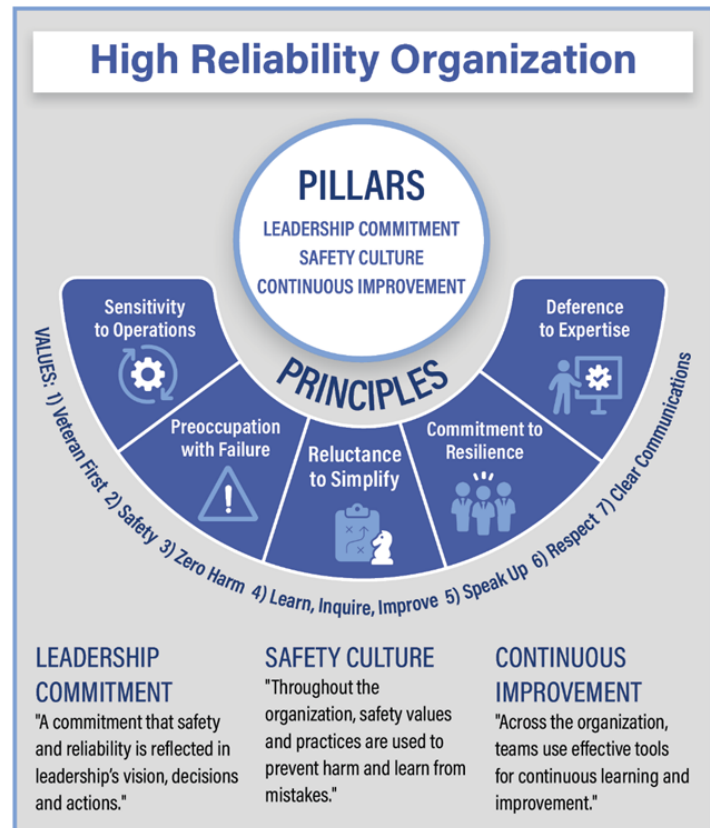 High Reliability Organization
PILLARS
LEADERSHIP COMMITMENT
SAFETY CULTURE
CONTINUOUS IMPROVEMENT
PRINCIPLES
Sensitivity
to Operations
Preoccupation
with Failure
Reluctance
to Simplify
Commitment to
Resilience
Deference
to Expertise
VALUES: 1) Veteran First 2) Safety 3) Zero Harm 4) Learn, Inquire, Improve 5) Speak Up 6) Respect 7) Clear Communications
LEADERSHIP
COMMITMENT
"A commitment that safety
and reliability is reflected in
leadership's vision, decisions
and actions."
SAFETY CULTURE
"Throughout the
organization, safety values
and practices are used to
prevent harm and learn from
mistakes."
CONTINUOUS
IMPROVEMENT
"Across the organization,
teams use effective tools
for continuous learning and
improvement."